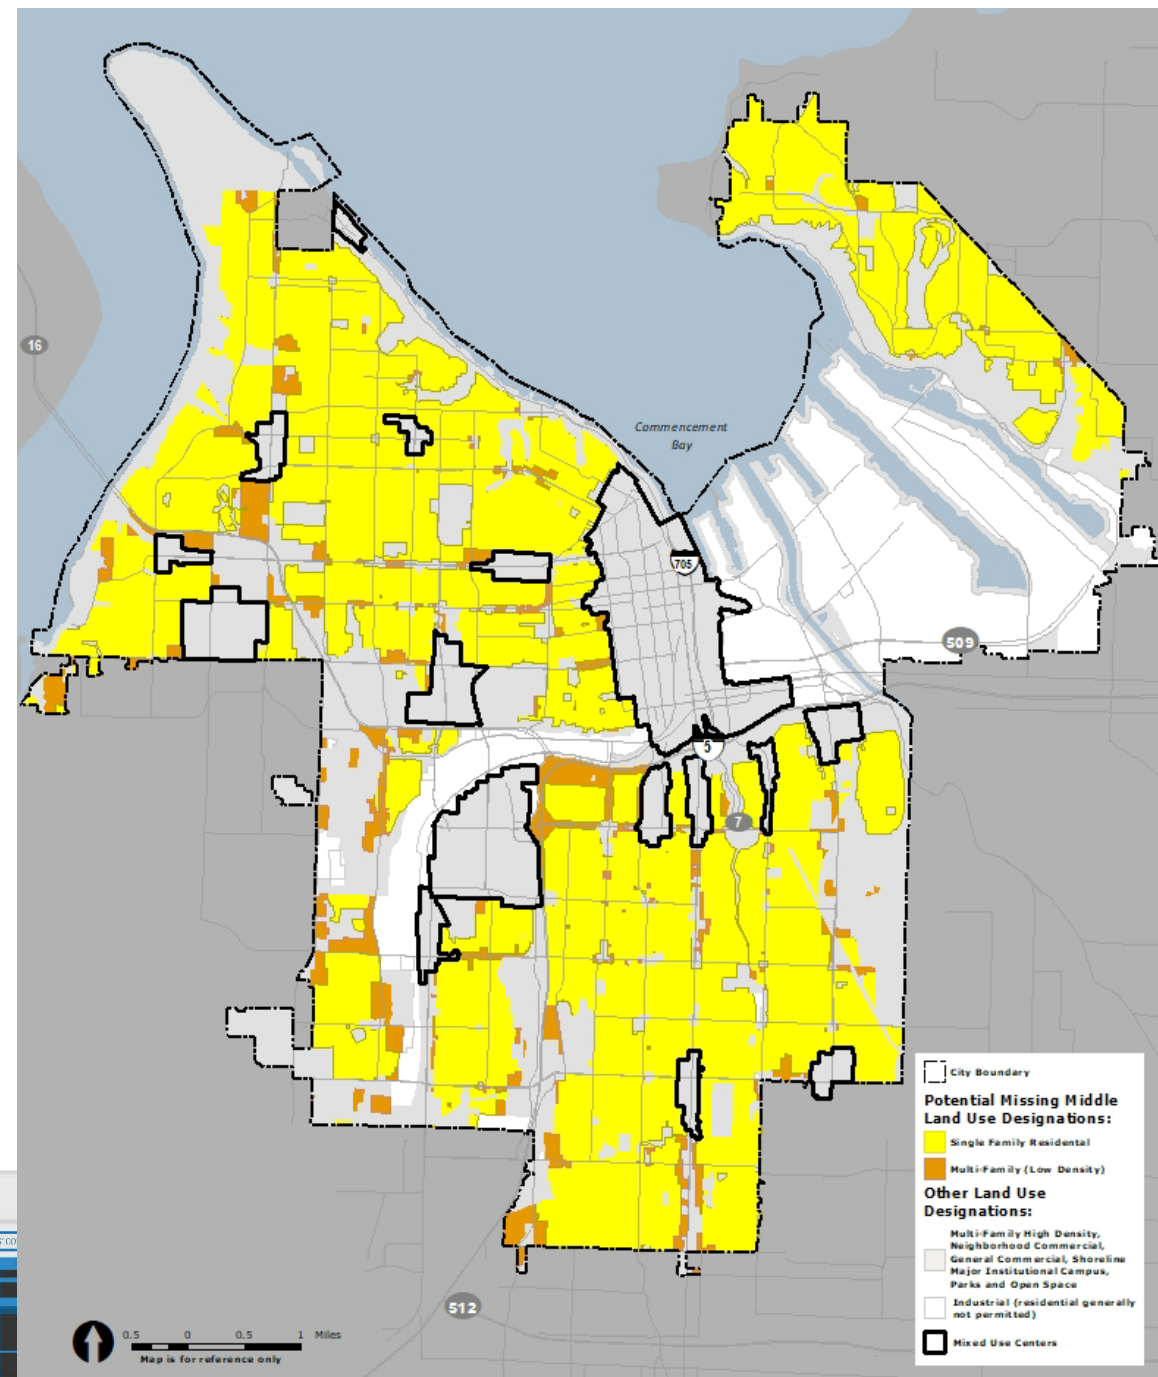 16
Commencement
Bay
705
509
5
7
City Boundary
Potential Missing Middle
Land Use Designations:
Single Family Residental
Multi-Family (Low Density)
Other Land Use
Designations:
Multi-Family High Density,
Neighborhood Commercial,
General Commercial, Shoreline
Major Institutional Campus,
Parks and Open Space
Industrial (residential generally
not permitted)
Mixed Use Centers
512
0.5 0 0.5 1 Miles
Map is for reference only